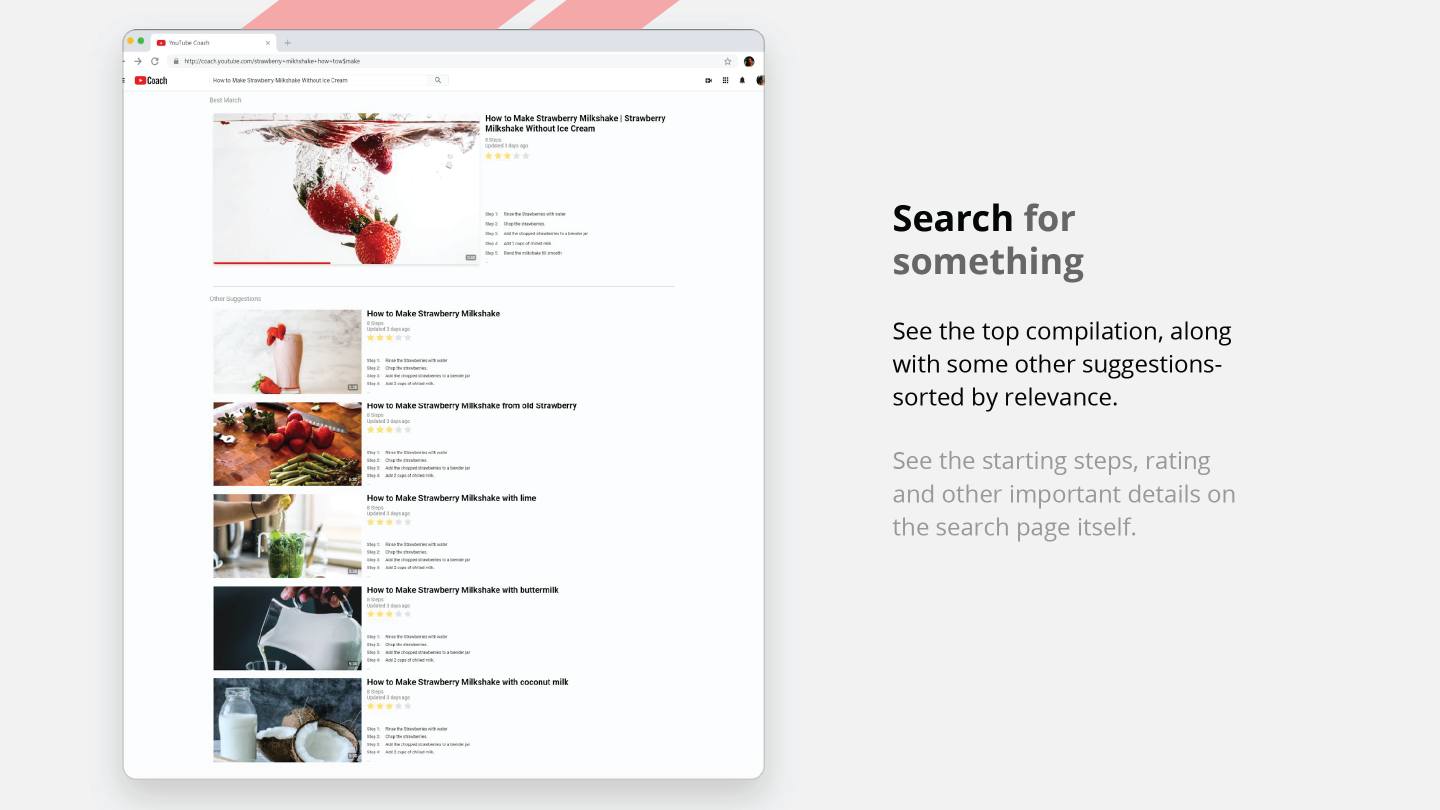 YouTube Coach
http://coach.youtube.com/strawberry+milkhshake+how+tow$make
Coach
How to Make Strawberry Milkshake Without Ice Cream
Best March
How to Make Strawberry Milkshake | Strawberry
Milkshake Without Ice Cream
8 Steps
Updated 3 days ago
Step 1: Rinse the Strawberries with water
Step 2: Chop the strawberries.
Step 3: Add the chopped strawberries to a blender jar
Step 4: Add 2 cups of chilled milk.
Step 5: Blend the milkshake till smooth
Other Suggestions
How to Make Strawberry Milkshake
8 Steps
Updated 3 days ago
Step 1: Rinse the Strawberries with water
Step 2: Chop the strawberries.
Step 3: Add the chopped strawberries to a blender jar
Step 4: Add 2 cups of chilled milk.
How to Make Strawberry Milkshake from old Strawberry
8 Steps
Updated 3 days ago
Step 1: Rinse the Strawberries with water
Step 2: Chop the strawberries.
Step 3: Add the chopped strawberries to a blender jar
Step 4: Add 2 cups of chilled milk.
How to Make Strawberry Milkshake with lime
8 Steps
Updated 3 days ago
Step 1: Rinse the Strawberries with water
Step 2: Chop the strawberries.
Step 3: Add the chopped strawberries to a blender jar
Step 4: Add 2 cups of chilled milk.
How to Make Strawberry Milkshake with buttermilk
8 Steps
Updated 3 days ago
Step 1: Rinse the Strawberries with water
Step 2: Chop the strawberries.
Step 3: Add the chopped strawberries to a blender jar
Step 4: Add 2 cups of chilled milk.
How to Make Strawberry Milkshake with coconut milk
8 Steps
Updated 3 days ago
Step 1: Rinse the Strawberries with water
Step 2: Chop the strawberries.
Step 3: Add the chopped strawberries to a blender jar
Step 4: Add 2 cups of chilled milk.
Search for
something
See the top compilation, along
with some other suggestions-
sorted by relevance.
See the starting steps, rating
and other important details on
the search page itself.